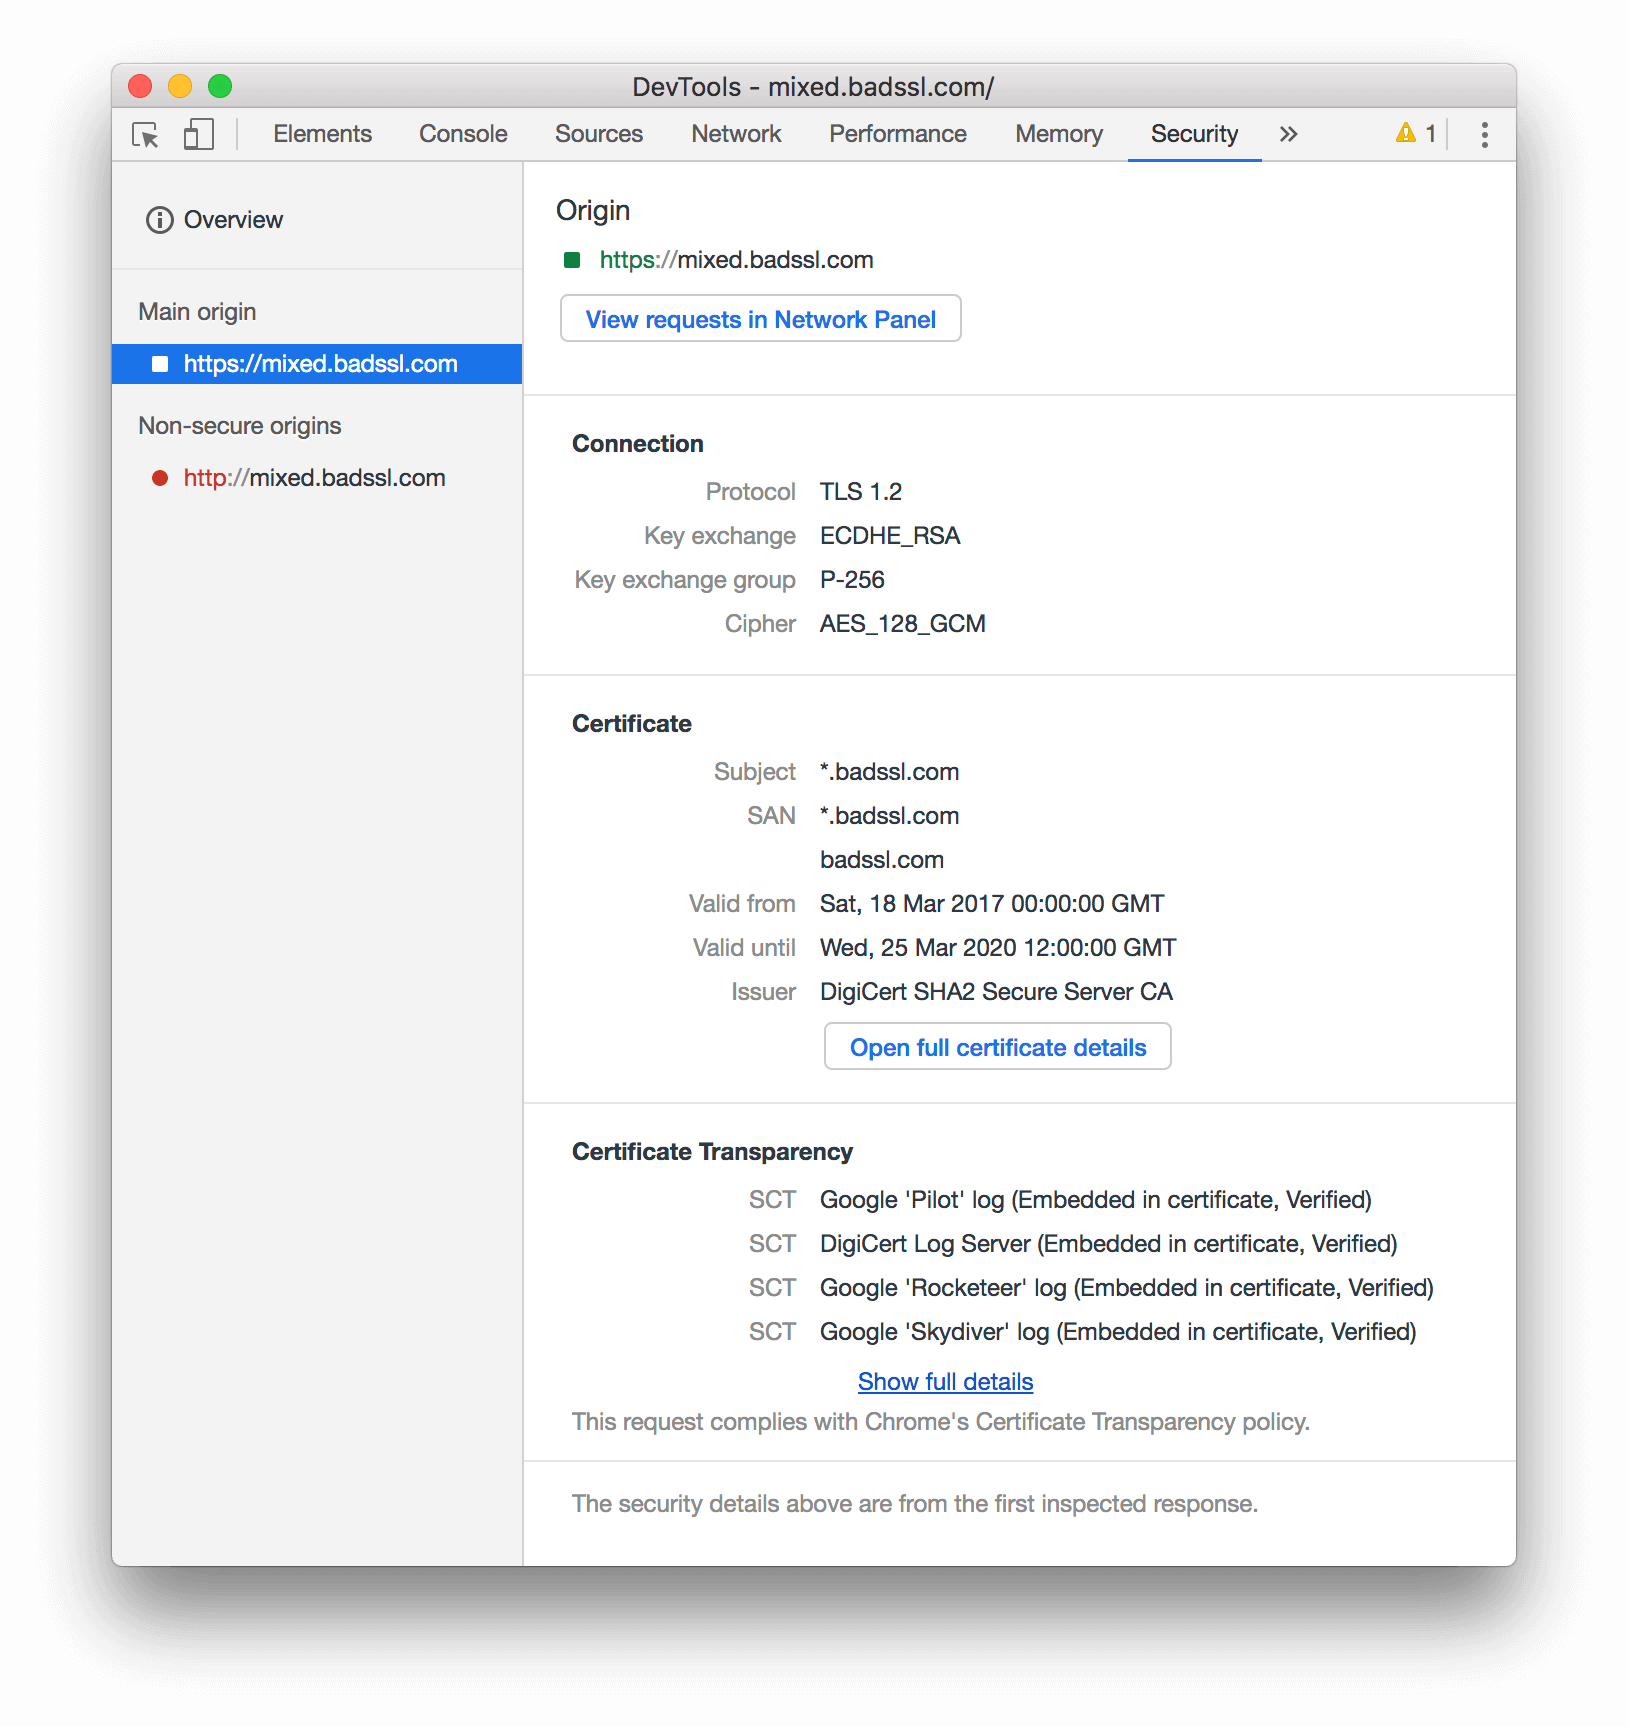 DevTools - mixed.badssl.com/
Elements Console Sources Network Performance Memory Security » 1
Overview
Main origin
https://mixed.badssl.com
Non-secure origins
http://mixed.badssl.com
Origin
https://mixed.badssl.com
View requests in Network Panel
Connection
Protocol TLS 1.2
Key exchange ECDHE_RSA
Key exchange group P-256
Cipher AES_128_GCM
Certificate
Subject *.badssl.com
SAN *.badssl.com
badssl.com
Valid from Sat, 18 Mar 2017 00:00:00 GMT
Valid until Wed, 25 Mar 2020 12:00:00 GMT
Issuer DigiCert SHA2 Secure Server CA
Open full certificate details
Certificate Transparency
SCT Google 'Pilot' log (Embedded in certificate, Verified)
SCT DigiCert Log Server (Embedded in certificate, Verified)
SCT Google 'Rocketeer' log (Embedded in certificate, Verified)
SCT Google 'Skydiver' log (Embedded in certificate, Verified)
Show full details
This request complies with Chrome's Certificate Transparency policy.
The security details above are from the first inspected response.